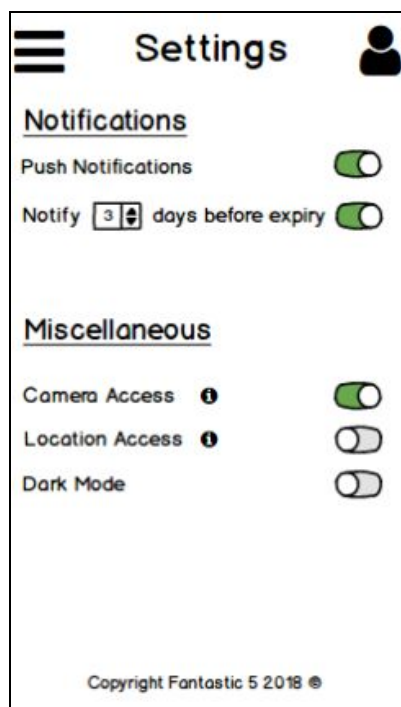 Settings
Notifications
Push Notifications
Notify 3 days before expiry
Miscellaneous
Camera Access i
Location Access i
Dark Mode
Copyright Fantastic 5 2018 ©